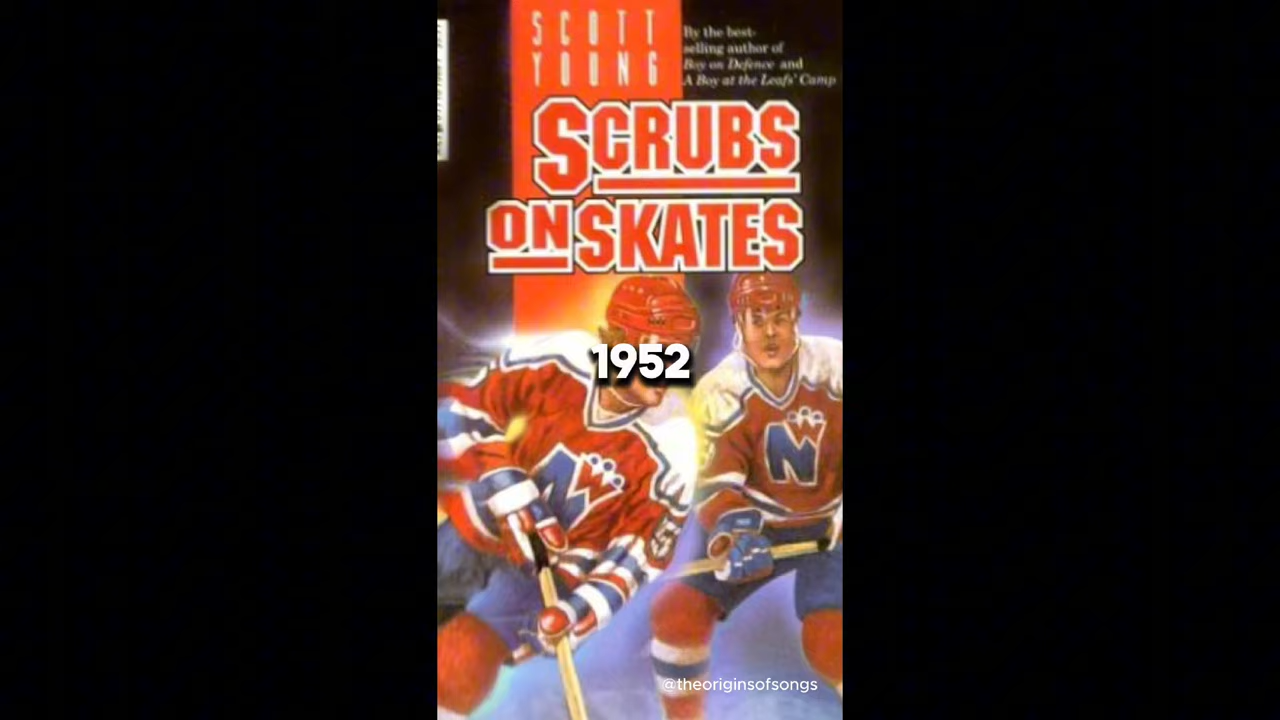 SCOTT
YOUNG
By the best-
selling author of
Boy on Defence and
A Boy at the Leafs' Camp
SCRUBS
ON SKATES
1952
N
N
@theoriginsofsongs